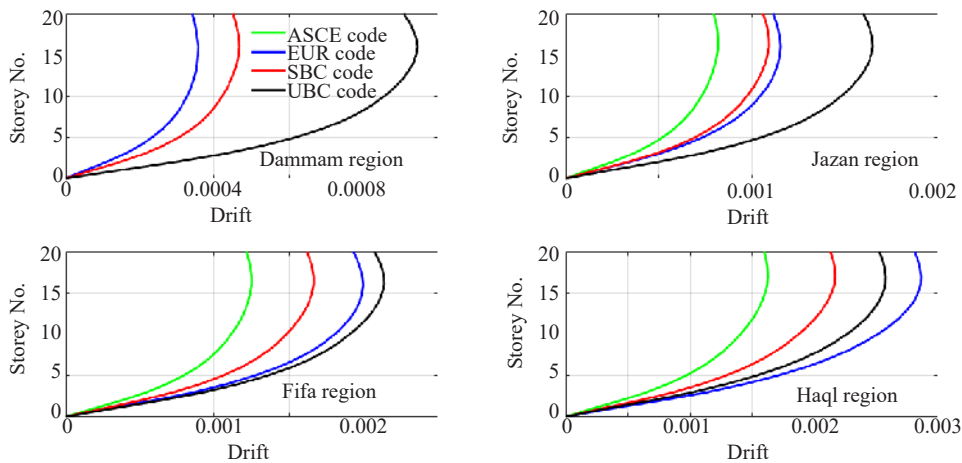 20
15
10
5
0
Storey No.
ASCE code
EUR code
SBC code
UBC code
Dammam region
0
0.0004
0.0008
Drift
20
15
10
5
0
Storey No.
Jazan region
0
0.001
0.002
Drift
20
15
10
5
0
Storey No.
Fifa region
0
0.001
0.002
Drift
20
15
10
5
0
Storey No.
Haql region
0
0.001
0.002
0.003
Drift